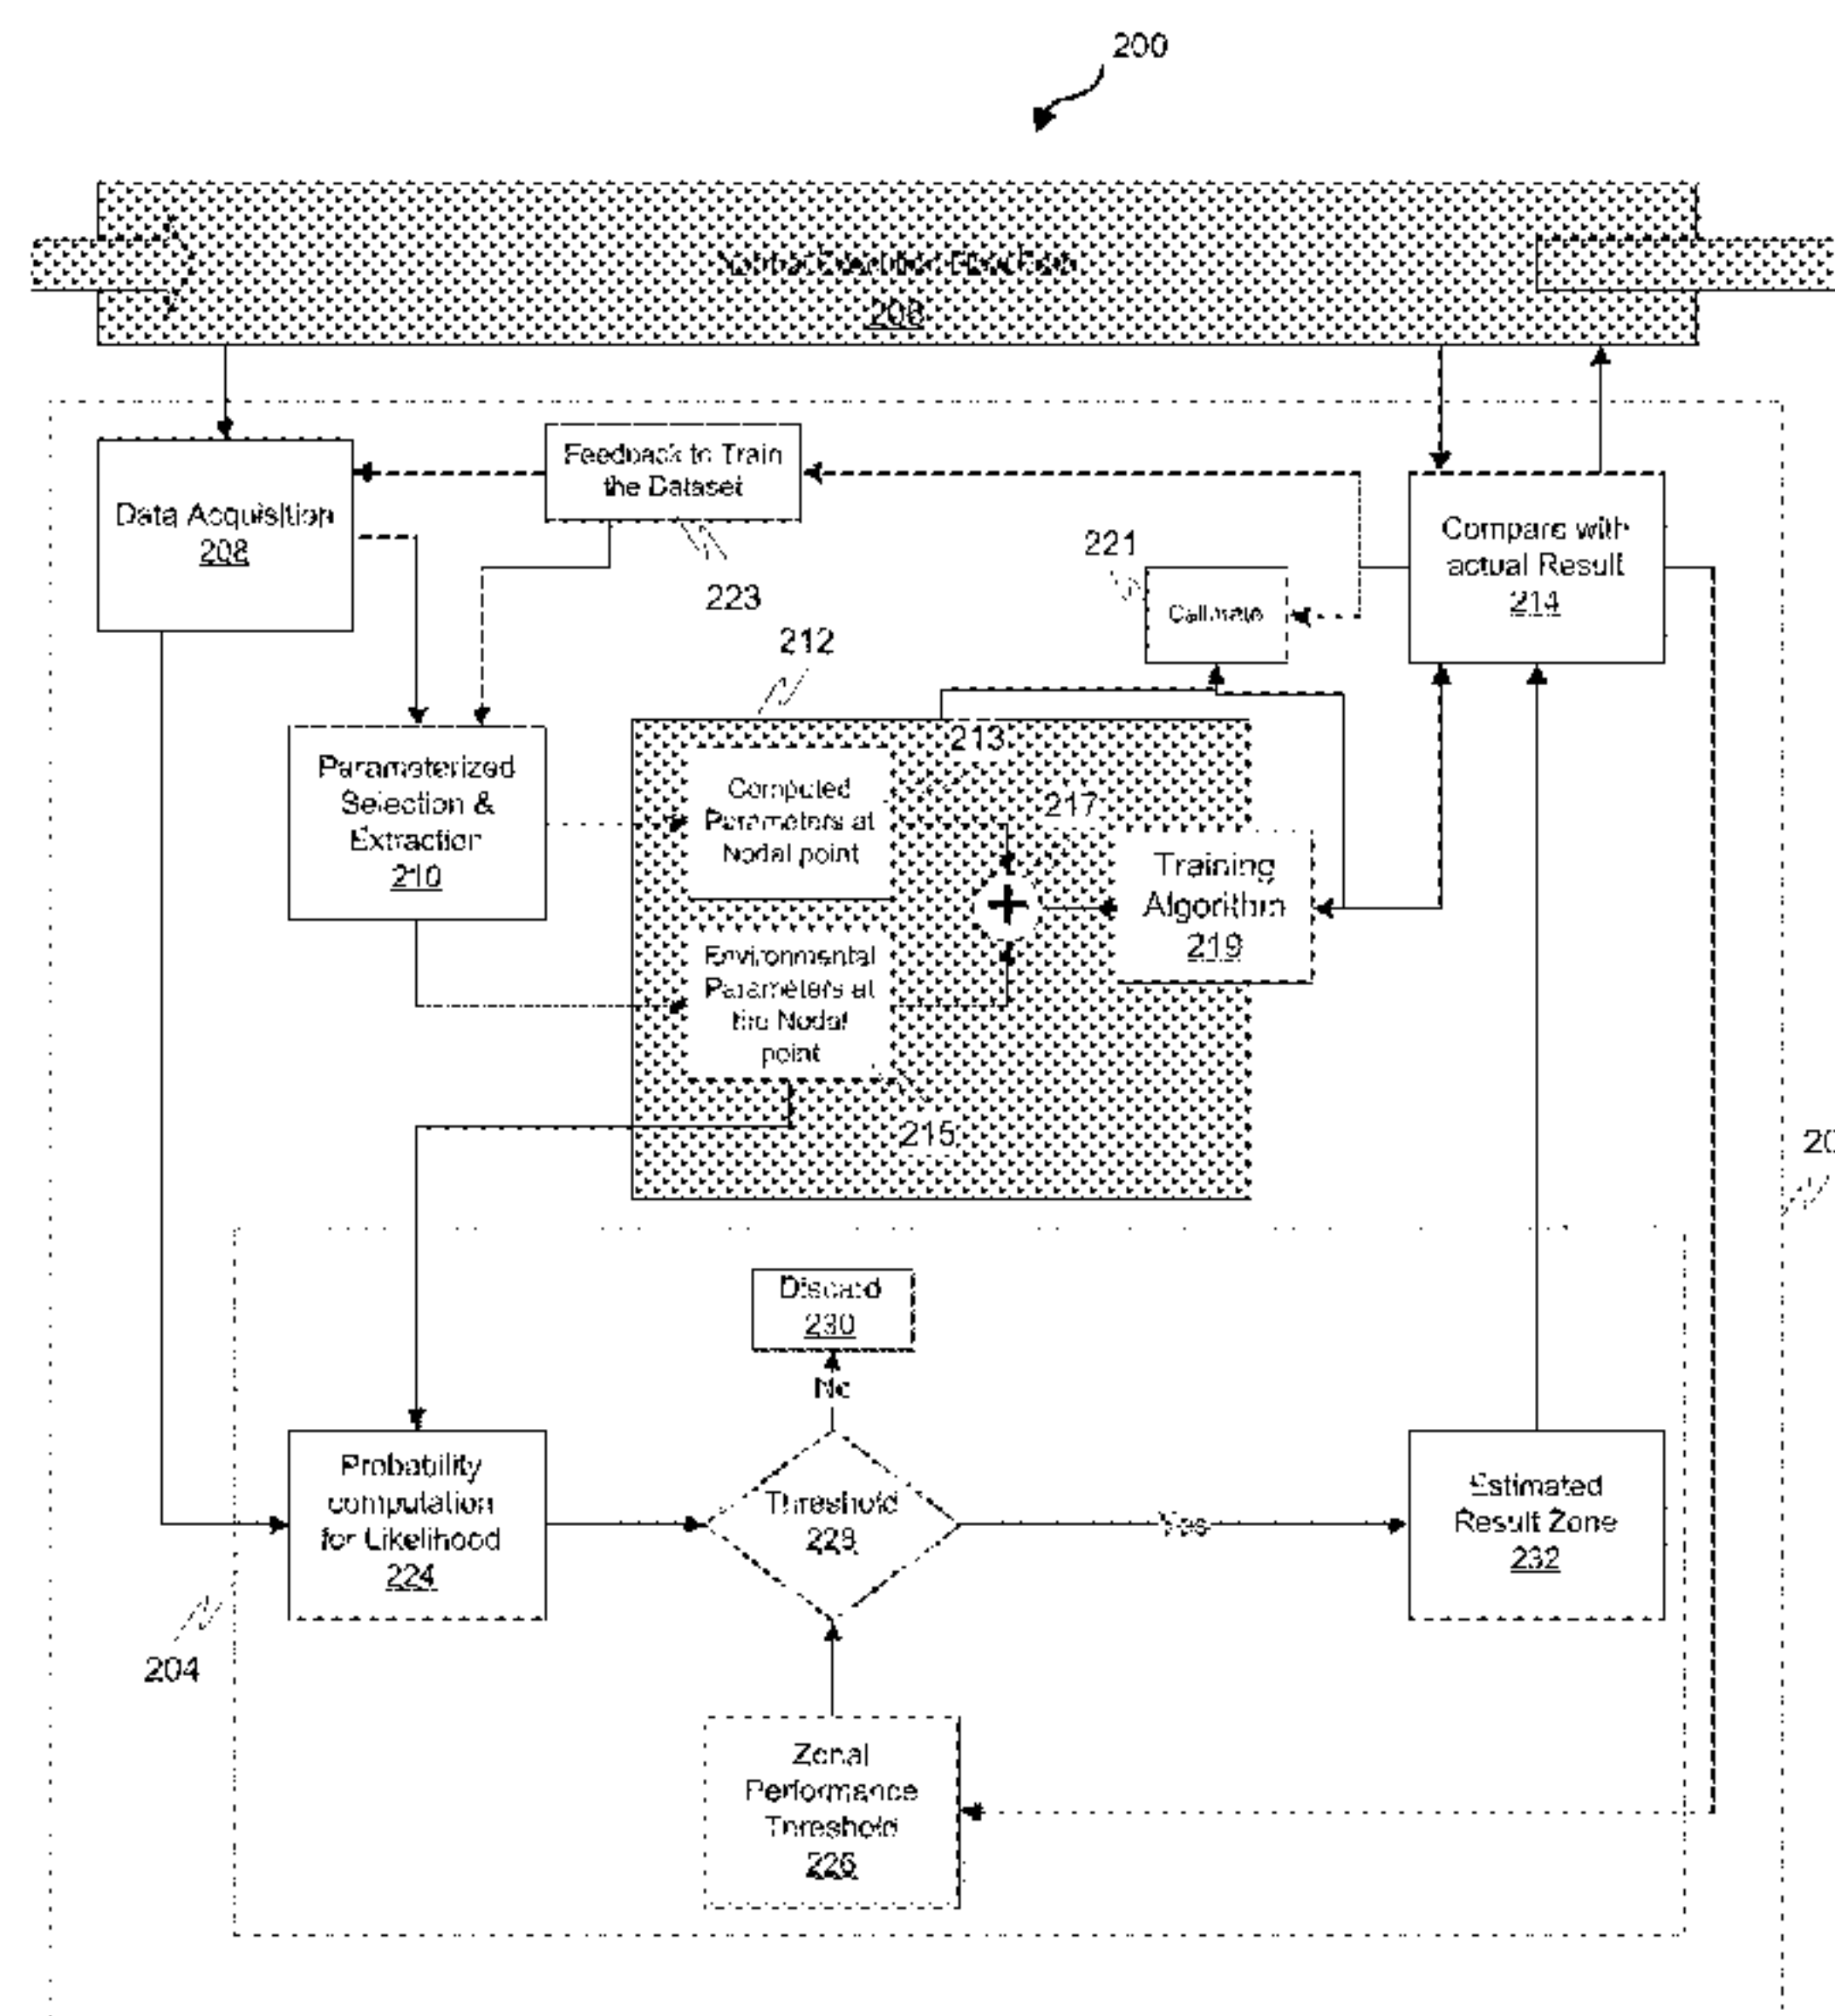 200
206
Data Acquisition
208
Feedback to Train
the Dataset
223
221
Calibrate
Compare with
actual Result
214
212
Parameterized
Selection &
Extraction
210
213
Computed
Parameters at
Nodal point
217
Training
Algorithm
219
Environmental
Parameters at
the Nodal
point
215
20
Discard
230
No
Probability
computation
for Likelihood
224
Threshold
228
Yes
Estimated
Result Zone
232
204
Zonal
Performance
Threshold
226